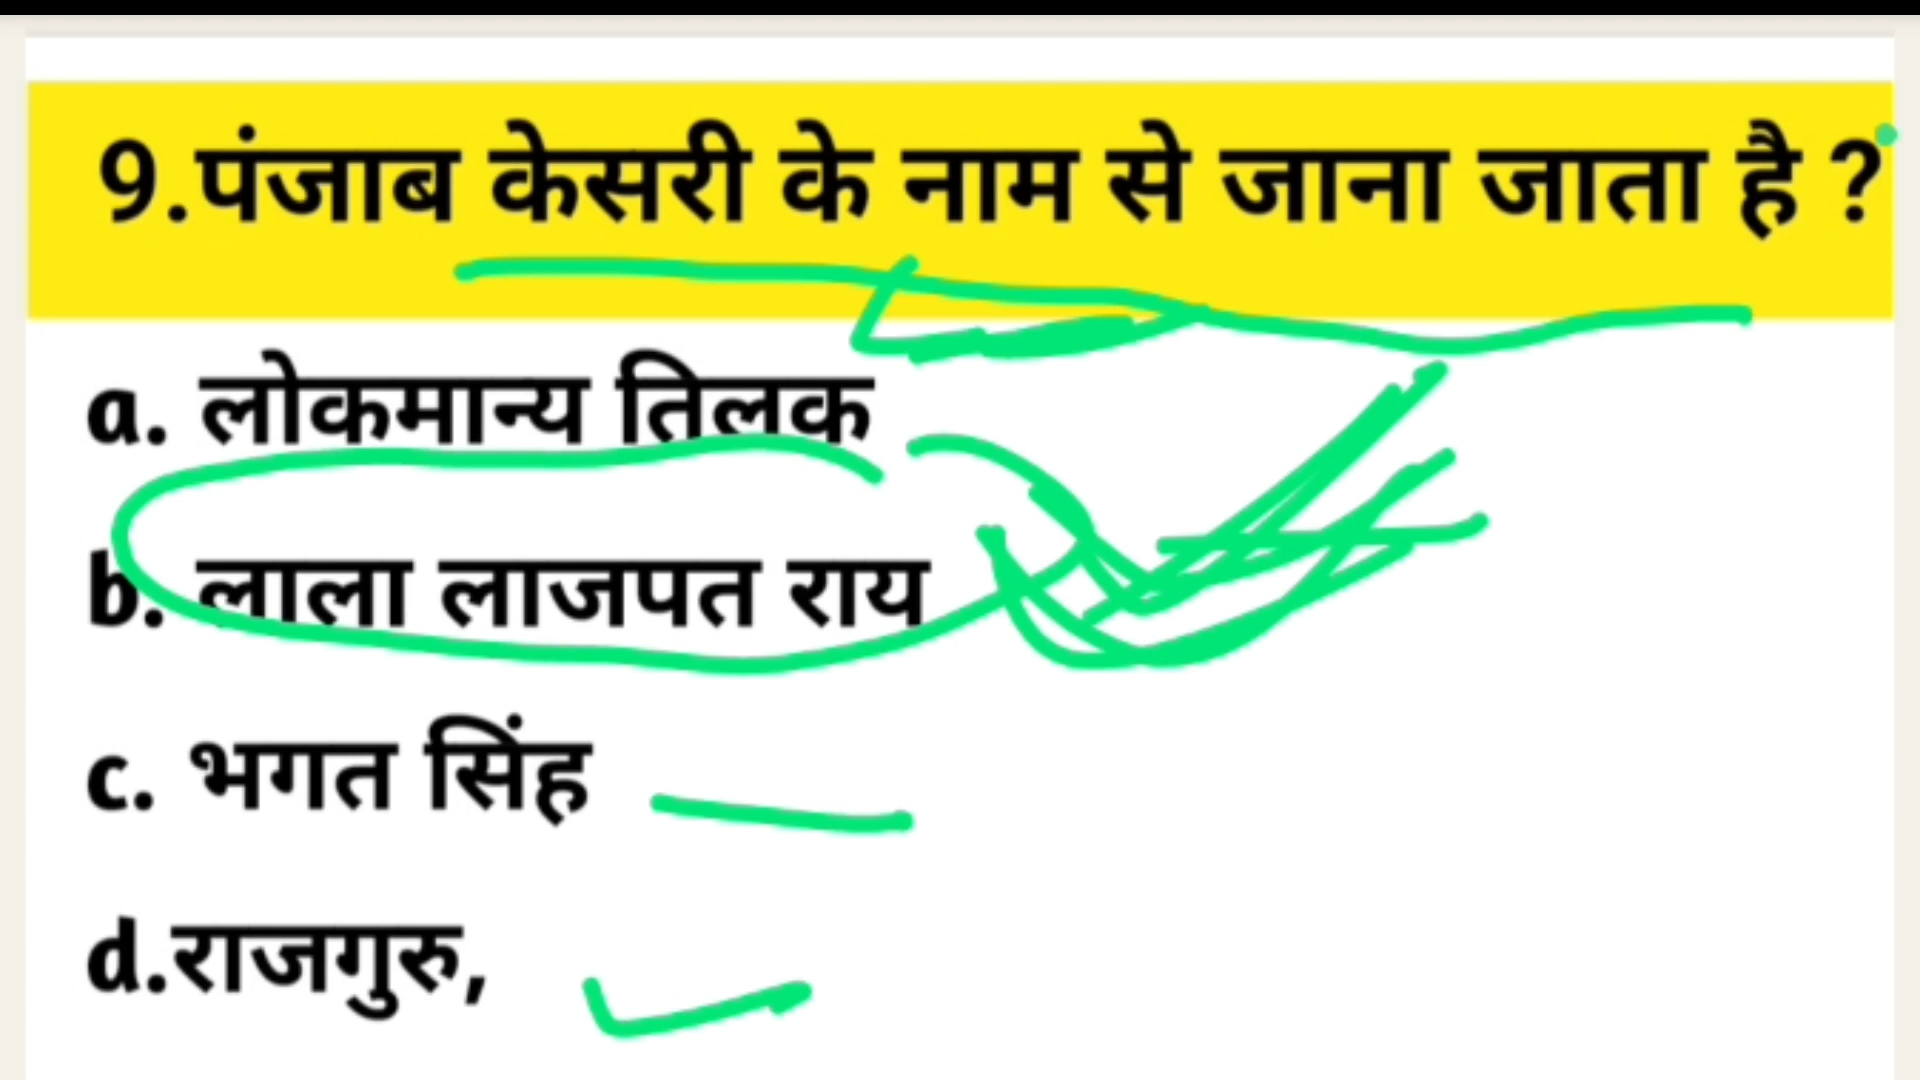 9.पंजाब केसरी के नाम से जाना जाता है ?
a. लोकमान्य तिलक
b. लाला लाजपत राय
c. भगत सिंह
d.राजगुरु,